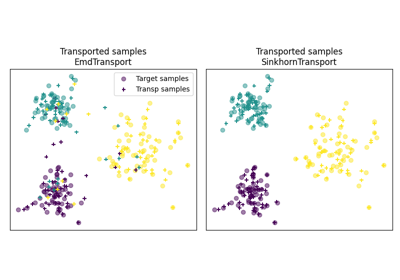 Transported samples
EmdTransport
Target samples
Transp samples
Transported samples
SinkhornTransport